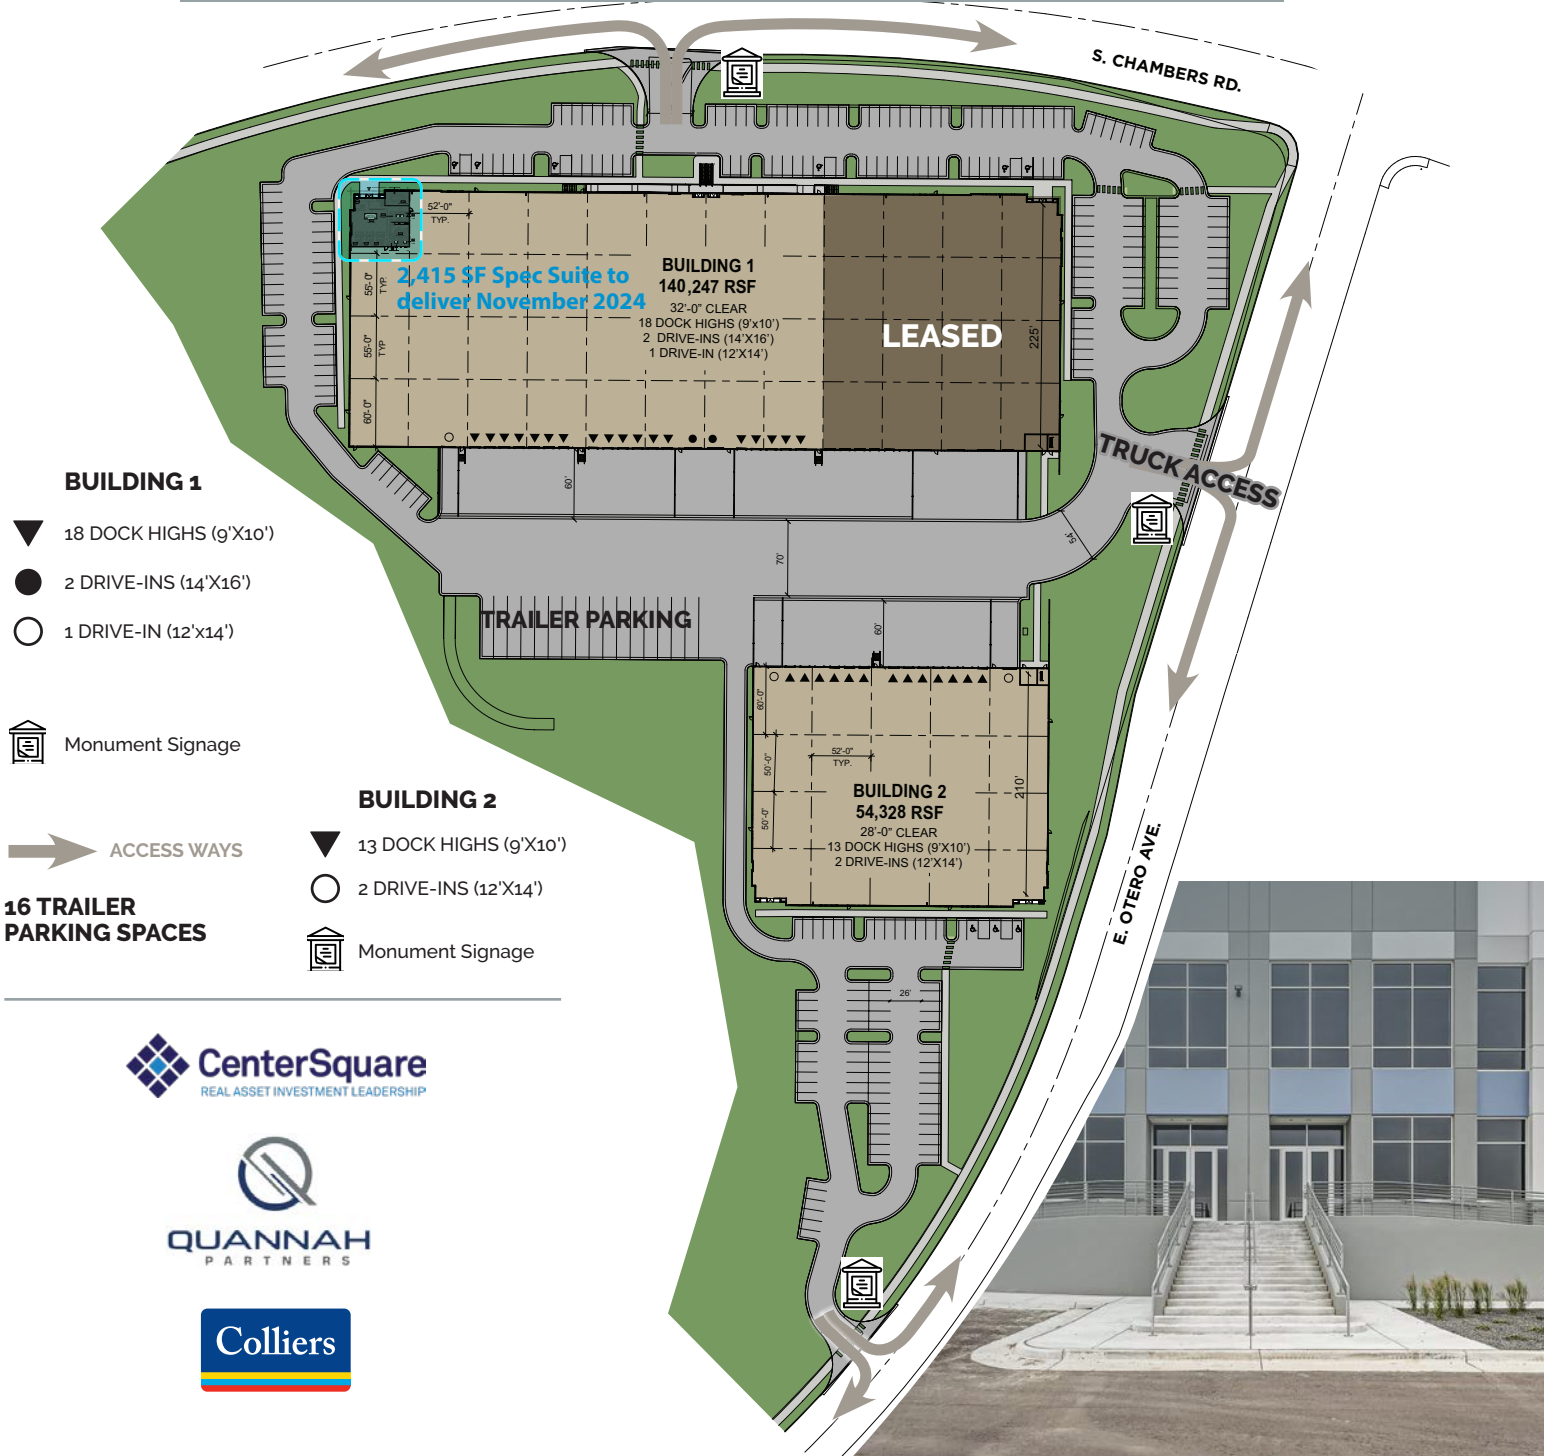 S. CHAMBERS RD.
52'-0"
TYP.
2,415 SF Spec Suite to
deliver November 2024
55'-0"
TYP.
55'-0"
TYP.
60'-0"
BUILDING 1
140,247 RSF
32'-0" CLEAR
18 DOCK HIGHS (9'x10')
2 DRIVE-INS (14'X16')
1 DRIVE-IN (12'X14')
LEASED
225'
TRUCK ACCESS
60'
70'
54'
TRAILER PARKING
60'
60'-0"
50'-0"
50'-0'
52'-0"
TYP.
210'
BUILDING 2
54,328 RSF
28'-0" CLEAR
13 DOCK HIGHS (9'X10')
2 DRIVE-INS (12'X14')
26'
E. OTERO AVE.
BUILDING 1
18 DOCK HIGHS (9'X10')
2 DRIVE-INS (14'X16')
1 DRIVE-IN (12'x14')
Monument Signage
ACCESS WAYS
16 TRAILER
PARKING SPACES
BUILDING 2
13 DOCK HIGHS (9'X10')
2 DRIVE-INS (12'X14')
Monument Signage
CenterSquare
REAL ASSET INVESTMENT LEADERSHIP
QUANNAH
PARTNERS
Colliers